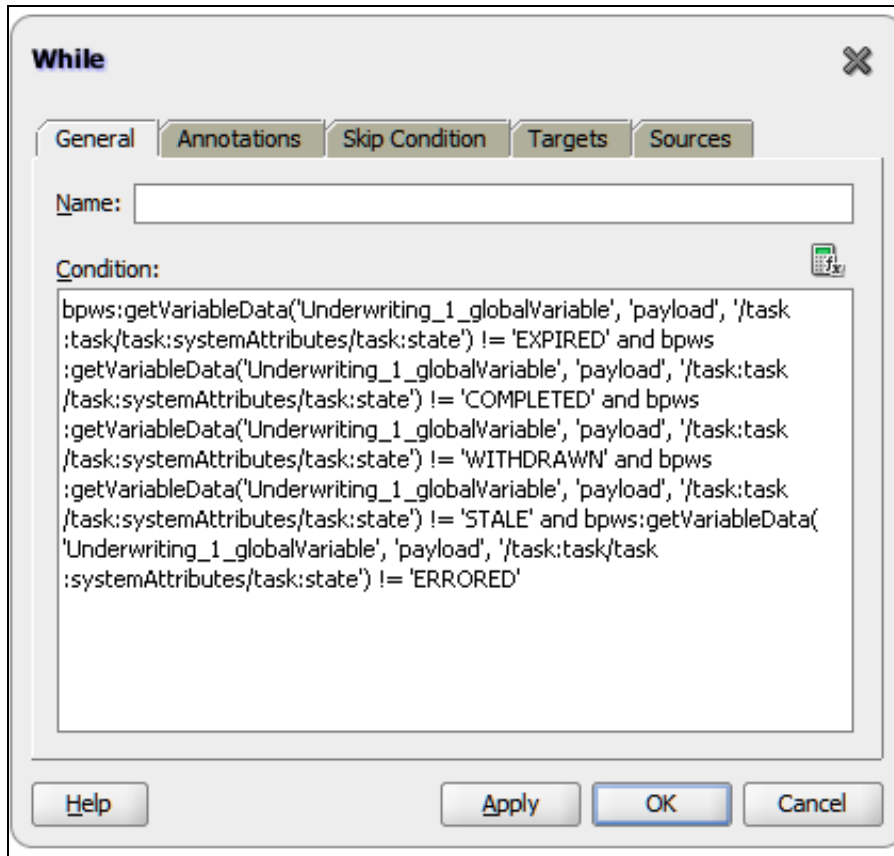 While
General Annotations Skip Condition Targets Sources
Name:
Condition:
bpws:getVariableData('Underwriting_1_globalVariable', 'payload', '/task
:task/task:systemAttributes/task:state') != 'EXPIRED' and bpws
:getVariableData('Underwriting_1_globalVariable', 'payload', '/task:task
/task:systemAttributes/task:state') != 'COMPLETED' and bpws
:getVariableData('Underwriting_1_globalVariable', 'payload', '/task:task
/task:systemAttributes/task:state') != 'WITHDRAWN' and bpws
:getVariableData('Underwriting_1_globalVariable', 'payload', '/task:task
/task:systemAttributes/task:state') != 'STALE' and bpws:getVariableData(
'Underwriting_1_globalVariable', 'payload', '/task:task/task
:systemAttributes/task:state') != 'ERRORED'
Help Apply OK Cancel